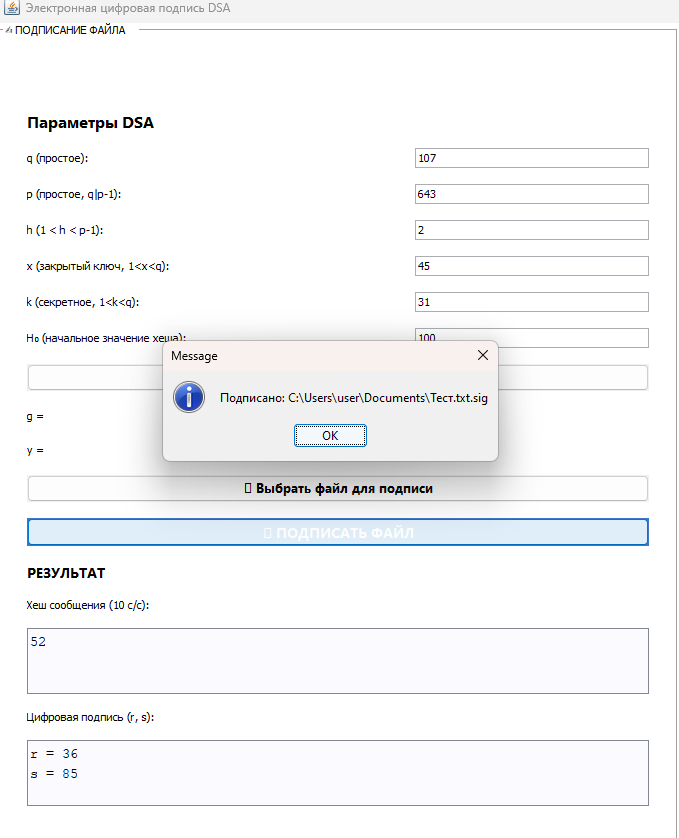 Электронная цифровая подпись DSA
ПОДПИСАНИЕ ФАЙЛА
Параметры DSA
q (простое):
107
p (простое, q|p-1):
643
h (1 < h < p-1):
2
x (закрытый ключ, 1<x<q):
45
k (секретное, 1<k<q):
31
H₀ (начальное значение хеша):
100
Message
Подписано: C:\Users\user\Documents\Тест.txt.sig
OK
g =
y =
Выбрать файл для подписи
ПОДПИСАТЬ ФАЙЛ
РЕЗУЛЬТАТ
Хеш сообщения (10 с/с):
52
Цифровая подпись (r, s):
r = 36
s = 85